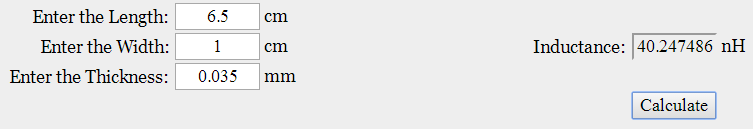 Enter the Length: 6.5 cm
Enter the Width: 1 cm Inductance: 40.247486 nH
Enter the Thickness: 0.035 mm
Calculate